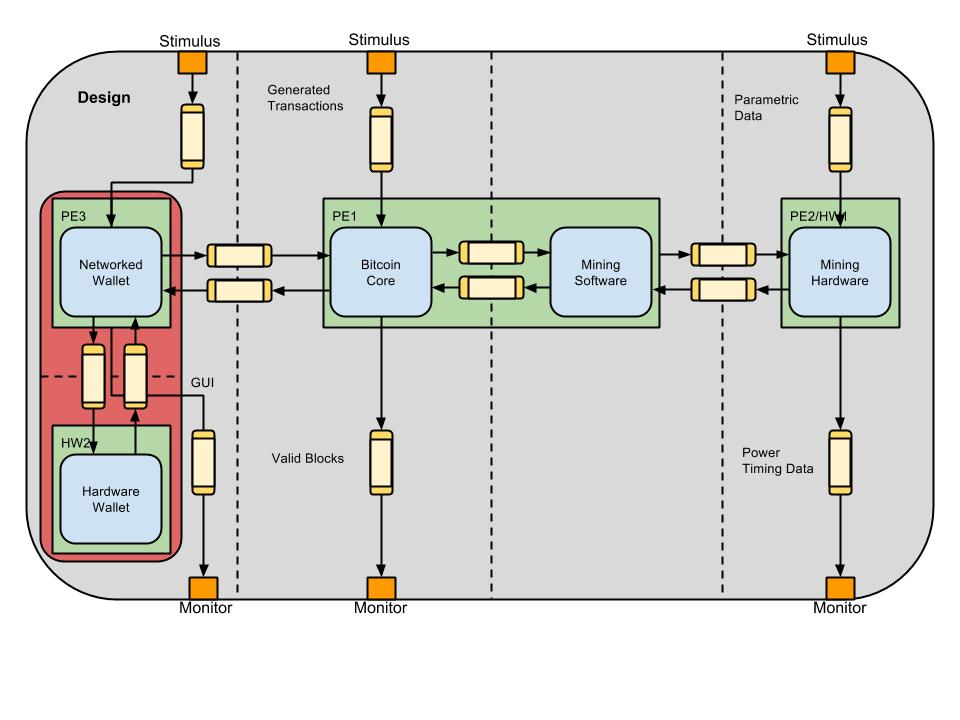 Stimulus
Stimulus
Stimulus
Design
Generated
Transactions
Parametric
Data
PE3
PE1
PE2/HW1
Networked
Wallet
Bitcoin
Core
Mining
Software
Mining
Hardware
GUI
HW2
Hardware
Wallet
Valid Blocks
Power
Timing Data
Monitor
Monitor
Monitor